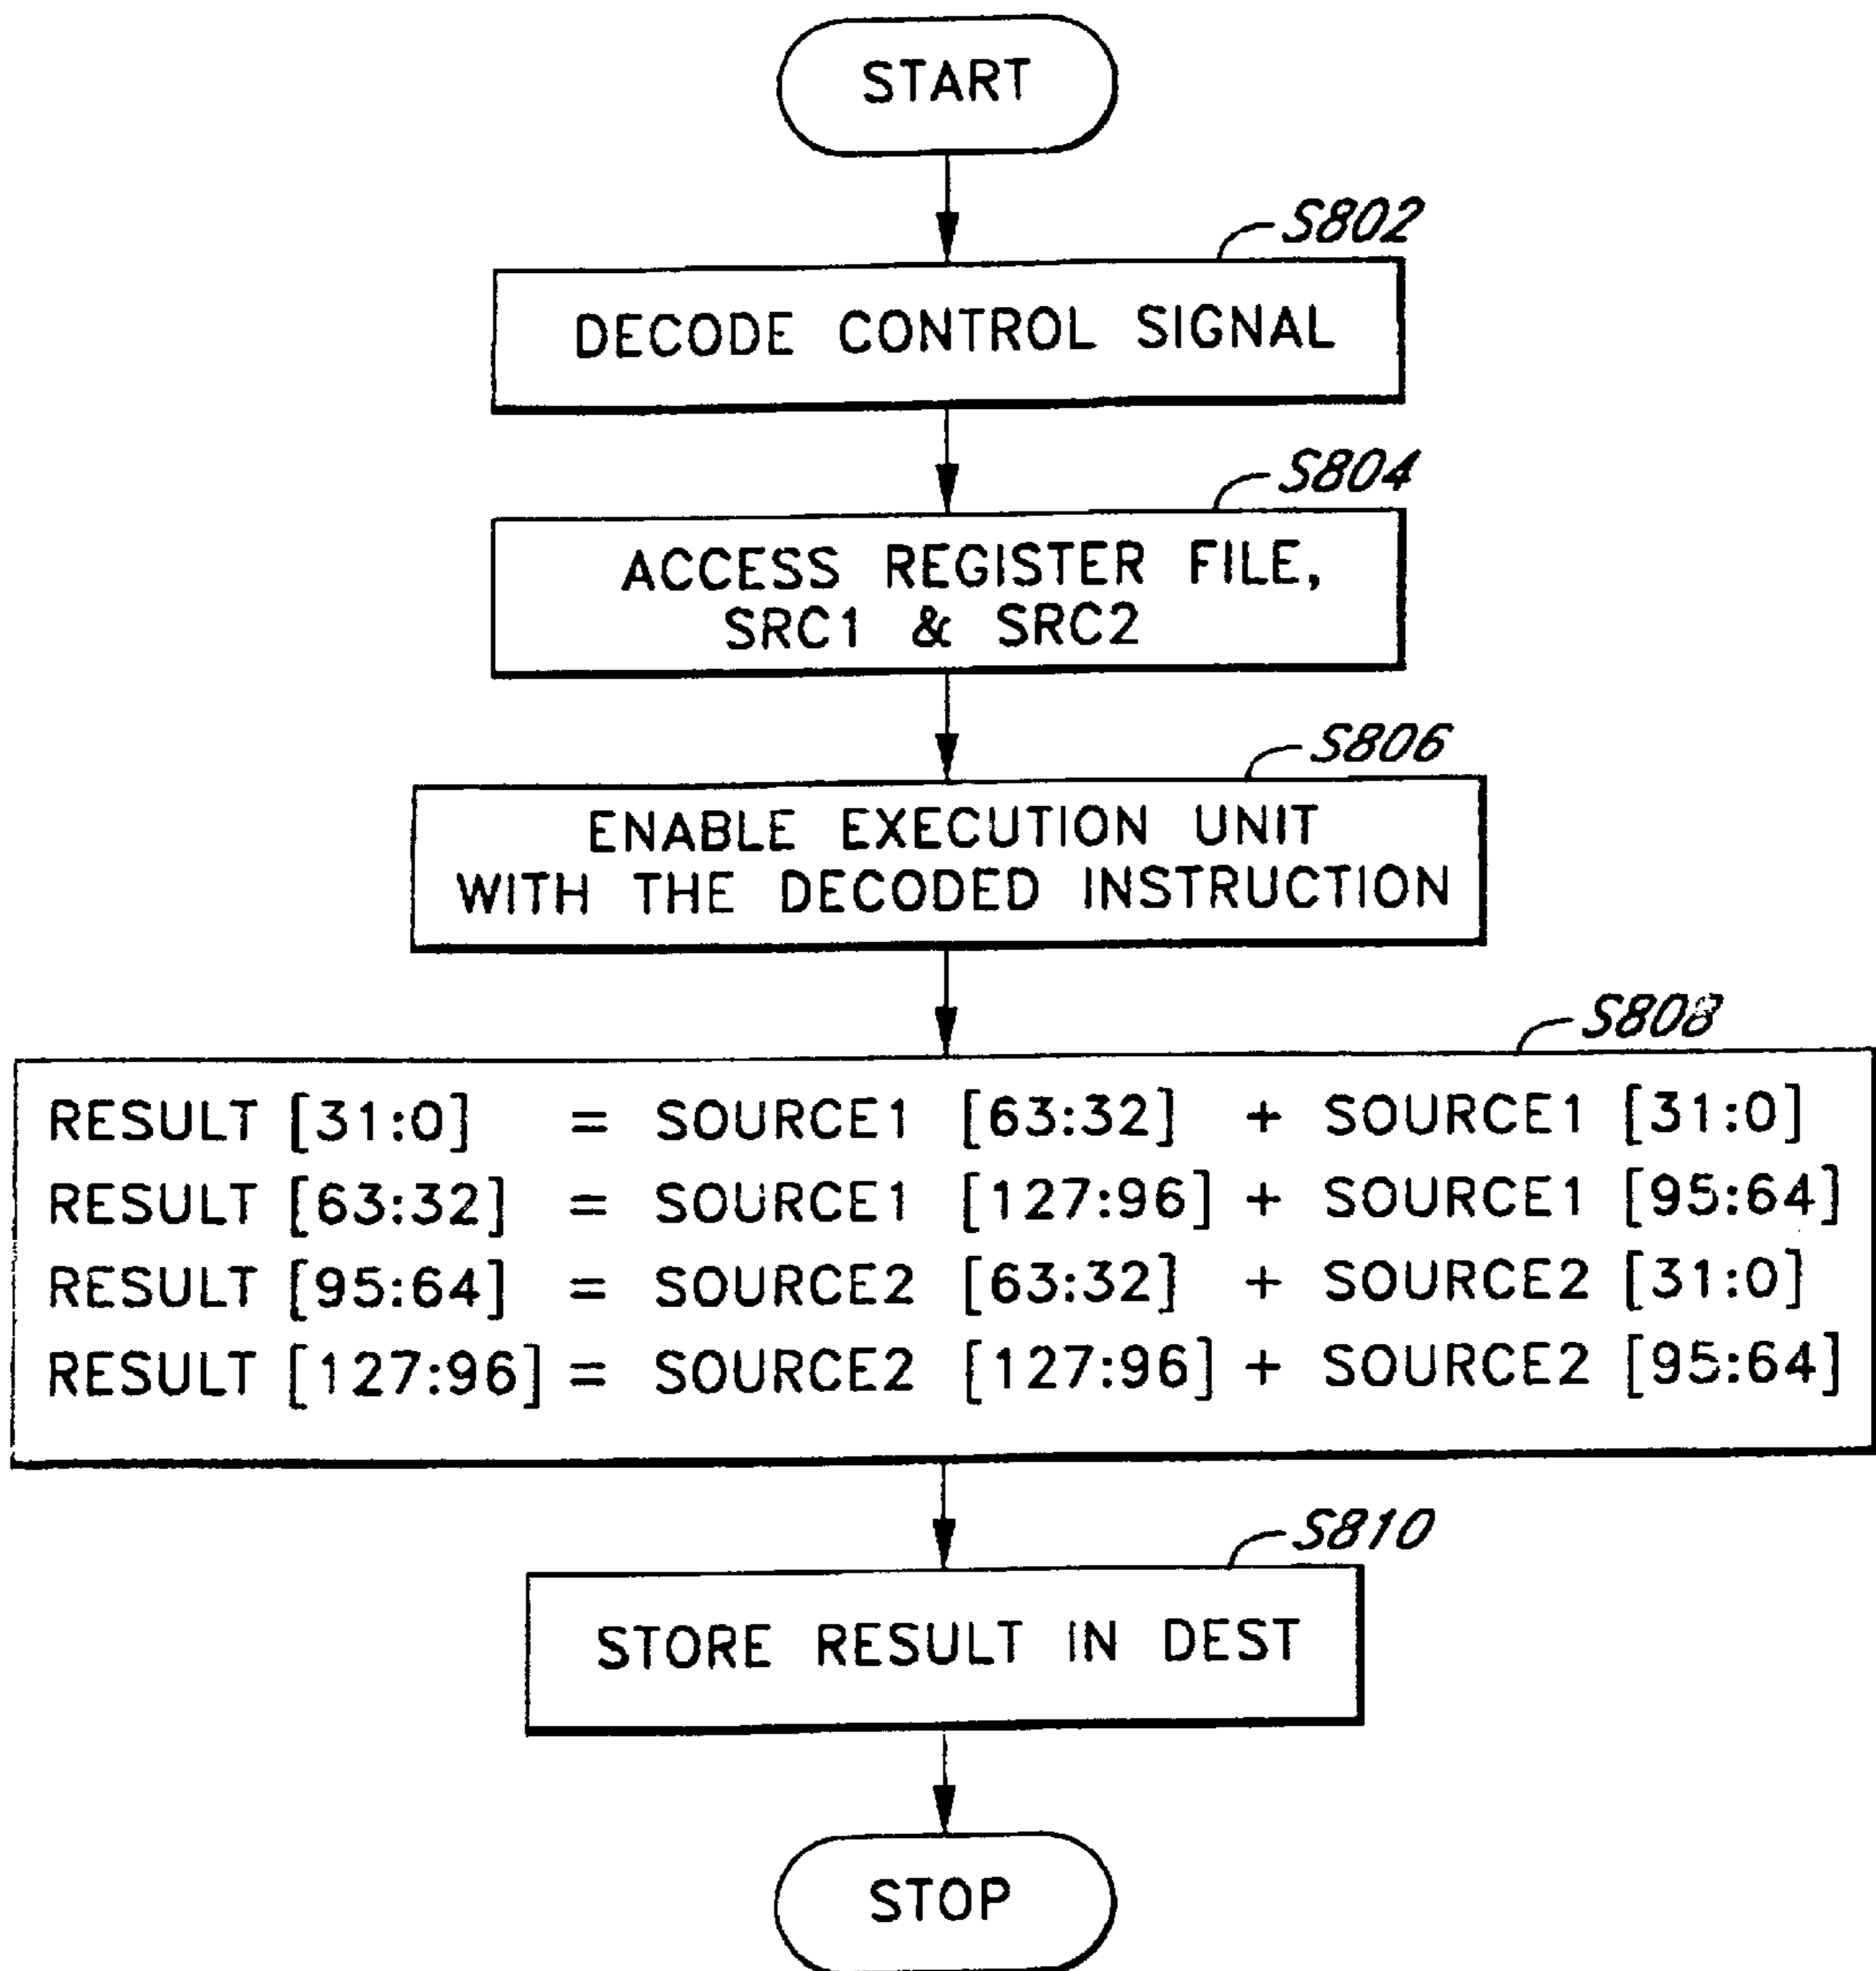 START
S802
DECODE CONTROL SIGNAL
S804
ACCESS REGISTER FILE,
SRC1 & SRC2
S806
ENABLE EXECUTION UNIT
WITH THE DECODED INSTRUCTION
S808
RESULT [31:0] = SOURCE1 [63:32] + SOURCE1 [31:0]
RESULT [63:32] = SOURCE1 [127:96] + SOURCE1 [95:64]
RESULT [95:64] = SOURCE2 [63:32] + SOURCE2 [31:0]
RESULT [127:96] = SOURCE2 [127:96] + SOURCE2 [95:64]
S810
STORE RESULT IN DEST
STOP